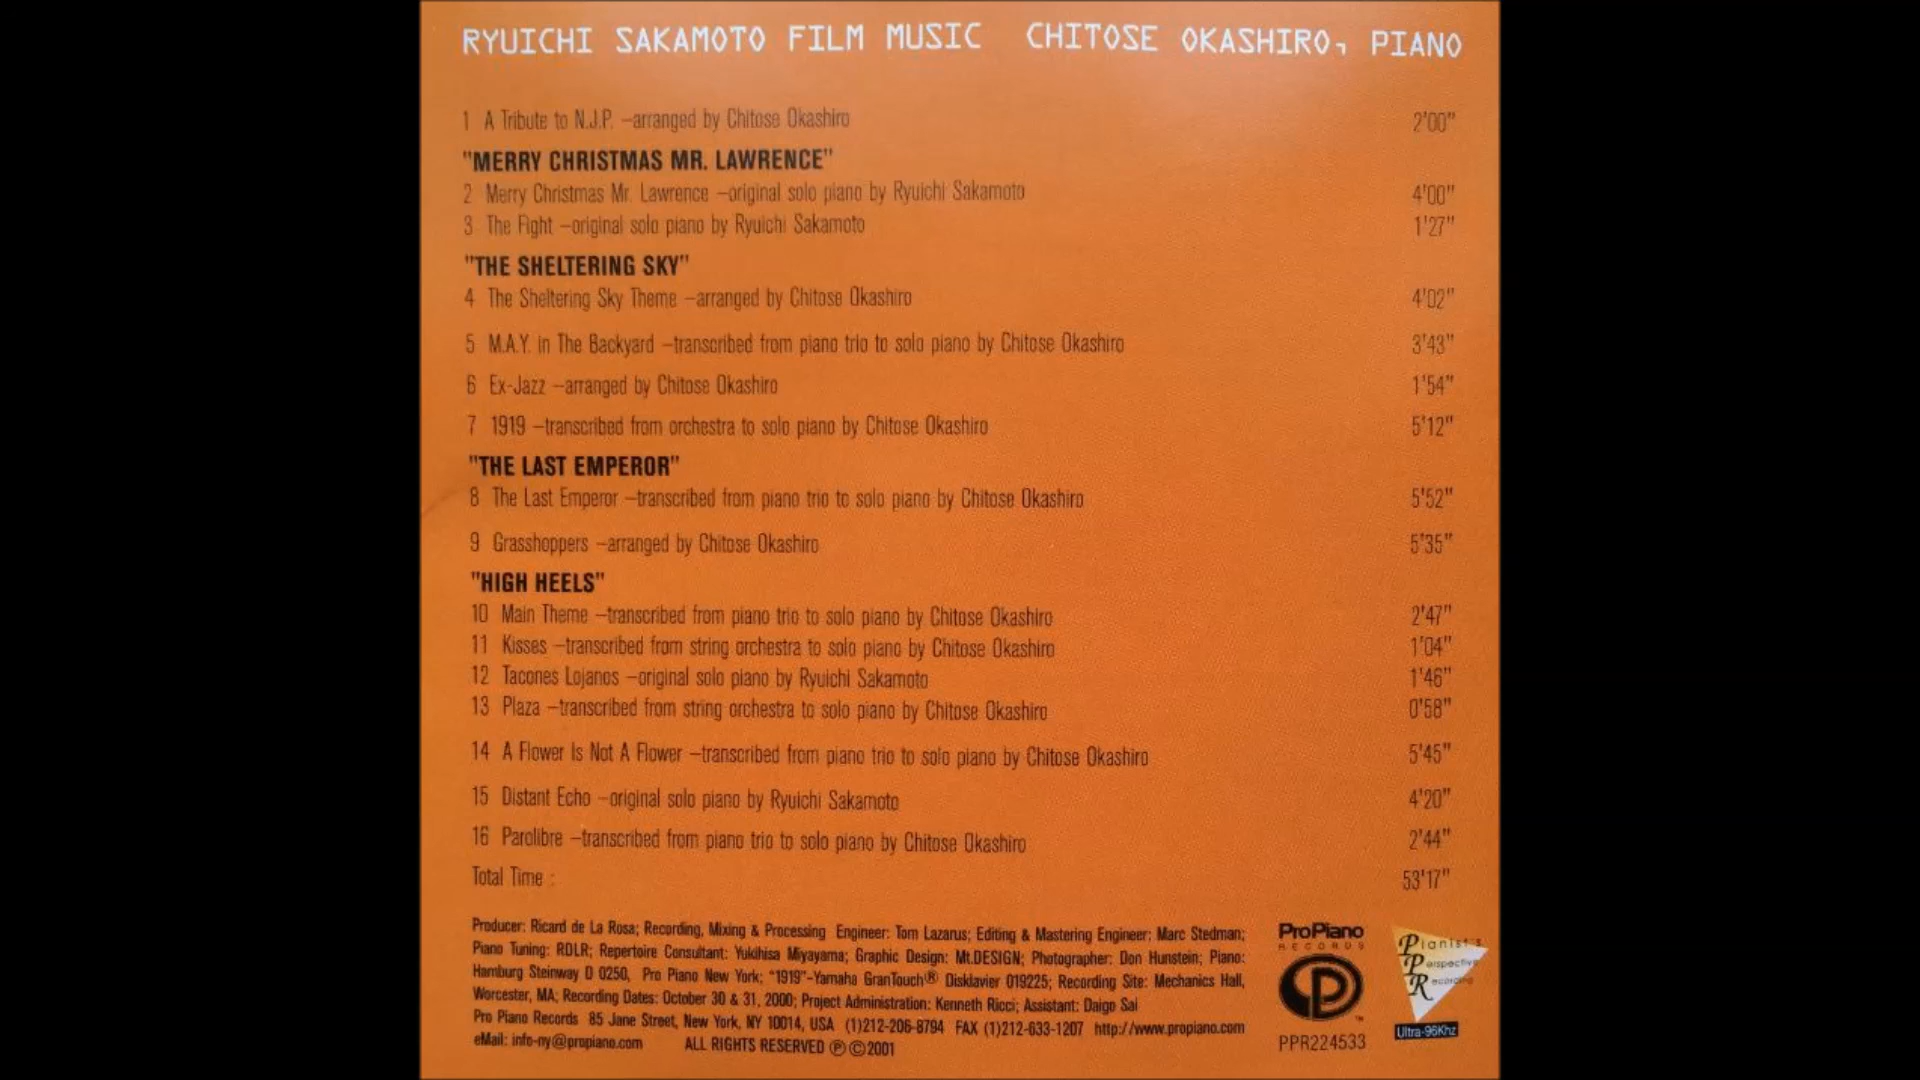 RYUICHI SAKAMOTO FILM MUSIC CHITOSE OKASHIRO, PIANO
1 A Tribute to N.J.P. –arranged by Chitose Okashiro 2'00"
"MERRY CHRISTMAS MR. LAWRENCE"
2 Merry Christmas Mr. Lawrence –original solo piano by Ryuichi Sakamoto 4'00"
3 The Fight –original solo piano by Ryuichi Sakamoto 1'27"
"THE SHELTERING SKY"
4 The Sheltering Sky Theme –arranged by Chitose Okashiro 4'02"
5 M.A.Y. in The Backyard –transcribed from piano trio to solo piano by Chitose Okashiro 3'43"
6 Ex-Jazz –arranged by Chitose Okashiro 1'54"
7 1919 –transcribed from orchestra to solo piano by Chitose Okashiro 5'12"
"THE LAST EMPEROR"
8 The Last Emperor –transcribed from piano trio to solo piano by Chitose Okashiro 5'52"
9 Grasshoppers –arranged by Chitose Okashiro 5'35"
"HIGH HEELS"
10 Main Theme –transcribed from piano trio to solo piano by Chitose Okashiro 2'47"
11 Kisses –transcribed from string orchestra to solo piano by Chitose Okashiro 1'04"
12 Tacones Lojanos –original solo piano by Ryuichi Sakamoto 1'46"
13 Plaza –transcribed from string orchestra to solo piano by Chitose Okashiro 0'58"
14 A Flower Is Not A Flower –transcribed from piano trio to solo piano by Chitose Okashiro 5'45"
15 Distant Echo –original solo piano by Ryuichi Sakamoto 4'20"
16 Parolibre –transcribed from piano trio to solo piano by Chitose Okashiro 2'44"
Total Time : 53'17"
Producer: Ricard de La Rosa; Recording, Mixing & Processing Engineer: Tom Lazarus; Editing & Mastering Engineer: Marc Stedman;
Piano Tuning: RDLR; Repertoire Consultant: Yukihisa Miyayama; Graphic Design: Mt.DESIGN; Photographer: Don Hunstein; Piano:
Hamburg Steinway D 0250, Pro Piano New York; "1919"-Yamaha GranTouch® Disklavier 019225; Recording Site: Mechanics Hall,
Worcester, MA; Recording Dates: October 30 & 31, 2000; Project Administration: Kenneth Ricci; Assistant: Daigo Sai
Pro Piano Records 85 Jane Street, New York, NY 10014, USA (1)212-206-8794 FAX (1)212-633-1207 http://www.propiano.com
eMail: info-ny@propiano.com ALL RIGHTS RESERVED ℗ © 2001
ProPiano
RECORDS
PPR224533
Pianist's
Perspective
Recording
Ultra-96Khz